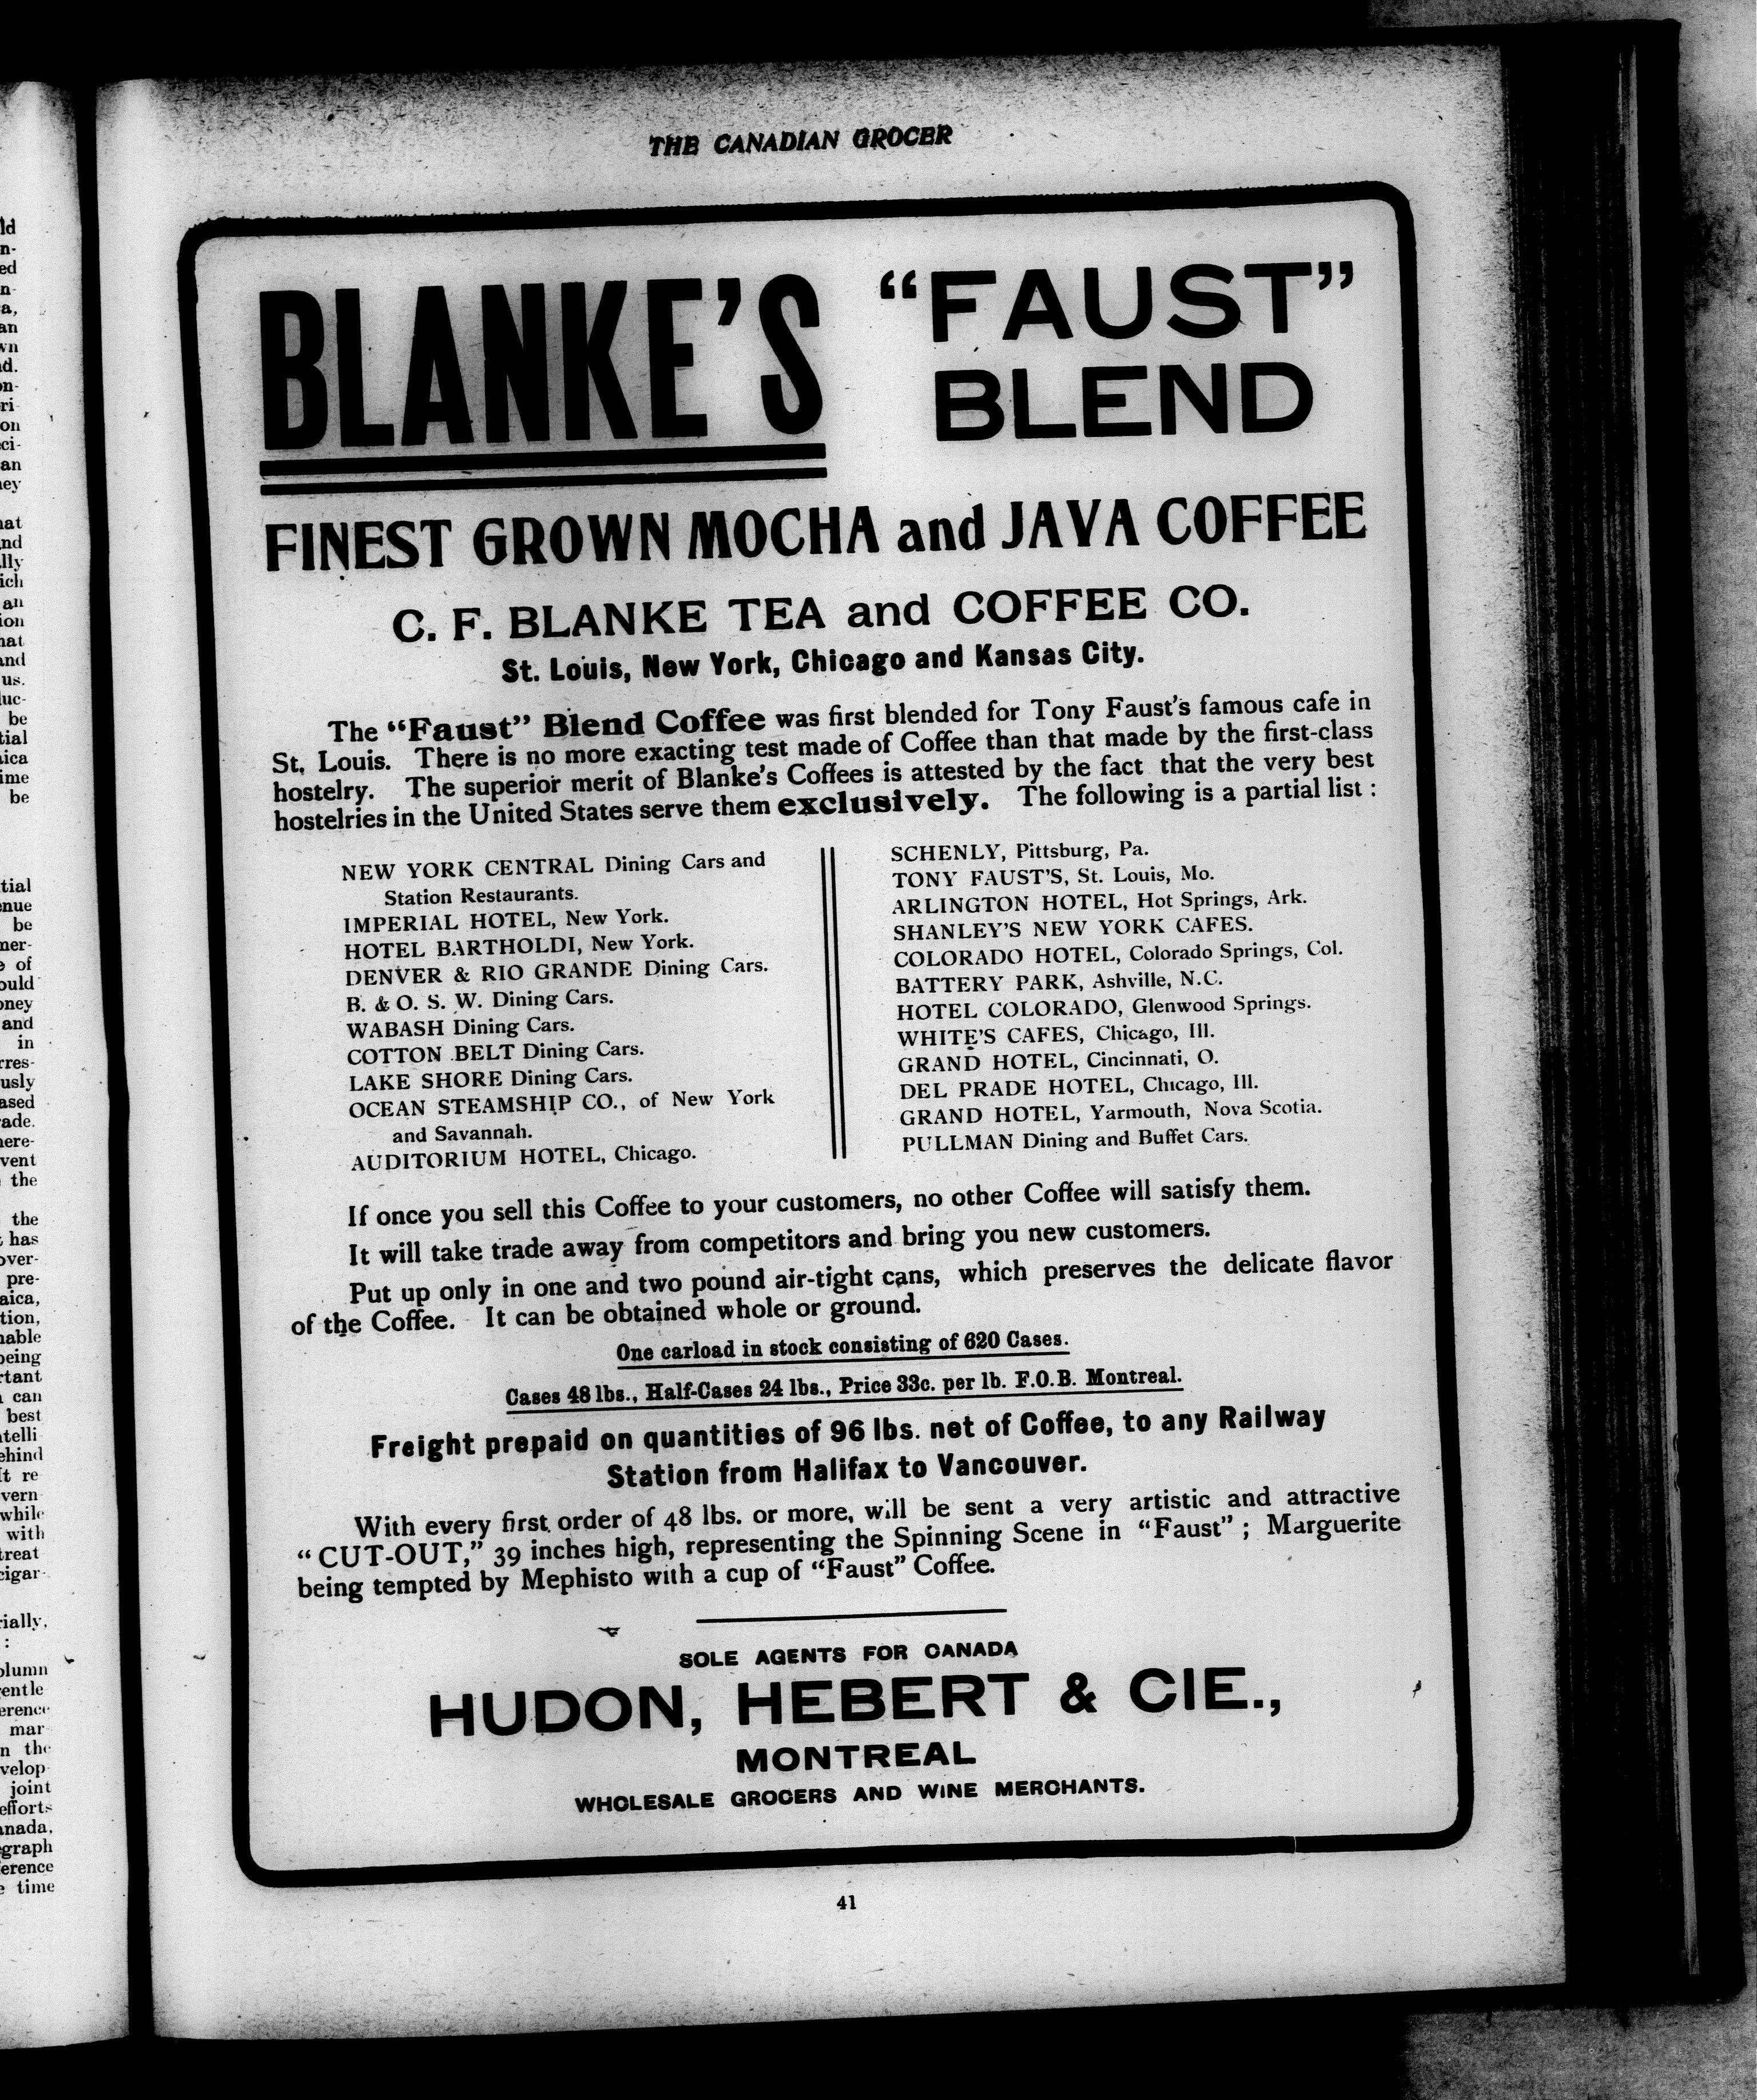 THE CANADIAN GROCER
BLANKE'S
“FAUST”
BLEND
FINEST GROWN MOCHA and JAVA COFFEE
C. F. BLANKE TEA and COFFEE CO.
St. Louis, New York, Chicago and Kansas City.
The “Faust” Blend Coffee was first blended for Tony Faust's famous cafe in
St. Louis. There is no more exacting test made of Coffee than that made by the first-class
hostelry. The superior merit of Blanke's Coffees is attested by the fact that the very best
hostelries in the United States serve them exclusively. The following is a partial list :
NEW YORK CENTRAL Dining Cars and
Station Restaurants.
IMPERIAL HOTEL, New York.
HOTEL BARTHOLDI, New York.
DENVER & RIO GRANDE Dining Cars.
B. & O. S. W. Dining Cars.
WABASH Dining Cars.
COTTON BELT Dining Cars.
LAKE SHORE Dining Cars.
OCEAN STEAMSHIP CO., of New York
and Savannah.
AUDITORIUM HOTEL, Chicago.
SCHENLY, Pittsburg, Pa.
TONY FAUST'S, St. Louis, Mo.
ARLINGTON HOTEL, Hot Springs, Ark.
SHANLEY'S NEW YORK CAFES.
COLORADO HOTEL, Colorado Springs, Col.
BATTERY PARK, Ashville, N.C.
HOTEL COLORADO, Glenwood Springs.
WHITE'S CAFES, Chicago, Ill.
GRAND HOTEL, Cincinnati, O.
DEL PRADE HOTEL, Chicago, Ill.
GRAND HOTEL, Yarmouth, Nova Scotia.
PULLMAN Dining and Buffet Cars.
If once you sell this Coffee to your customers, no other Coffee will satisfy them.
It will take trade away from competitors and bring you new customers.
Put up only in one and two pound air-tight cans, which preserves the delicate flavor
of the Coffee. It can be obtained whole or ground.
One carload in stock consisting of 620 Cases.
Cases 48 lbs., Half-Cases 24 lbs., Price 33c. per lb. F.O.B. Montreal.
Freight prepaid on quantities of 96 lbs. net of Coffee, to any Railway
Station from Halifax to Vancouver.
With every first order of 48 lbs. or more, will be sent a very artistic and attractive
“CUT-OUT,” 39 inches high, representing the Spinning Scene in “Faust” ; Marguerite
being tempted by Mephisto with a cup of “Faust” Coffee.
SOLE AGENTS FOR CANADA
HUDON, HEBERT & CIE.,
MONTREAL
WHOLESALE GROCERS AND WINE MERCHANTS.
41